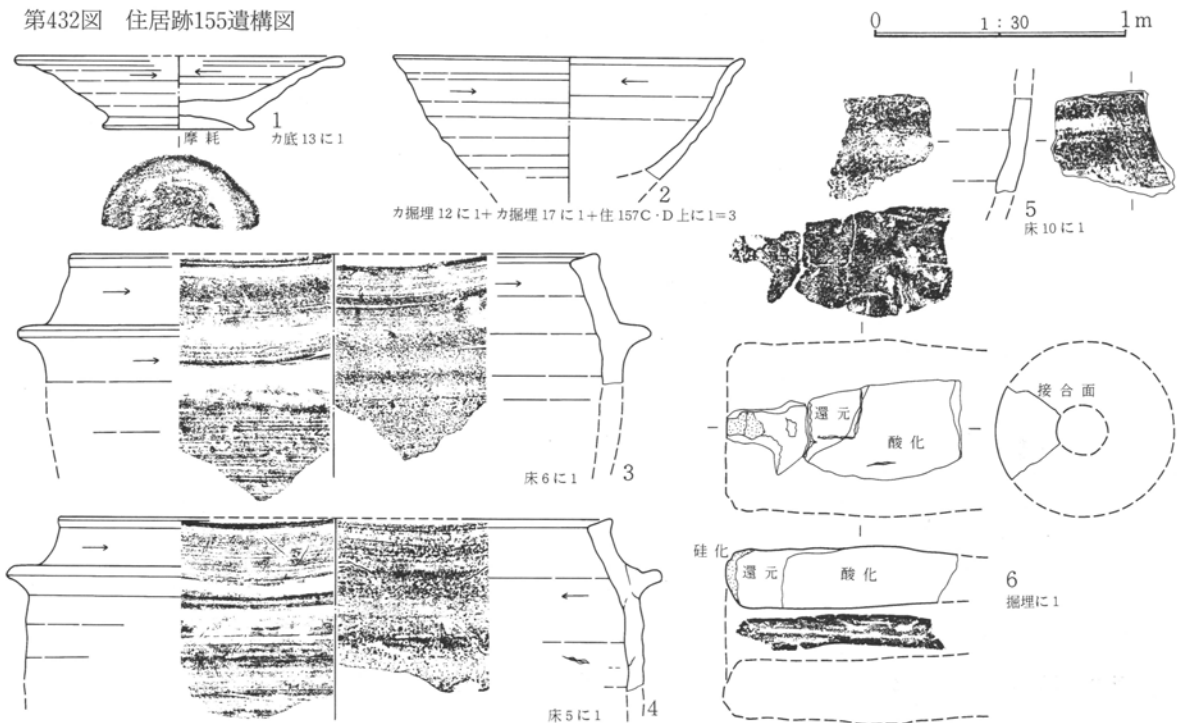 第432図 住居跡155遺構図
0 1:30 1m
1
摩耗 カ底13に1
2
カ掘埋12に1+カ掘埋17に1+住157C・D上に1=3
5
床10に1
3
床6に1
4
床5に1
還元
酸化
接合面
硅化 還元 酸化
6
掘埋に1